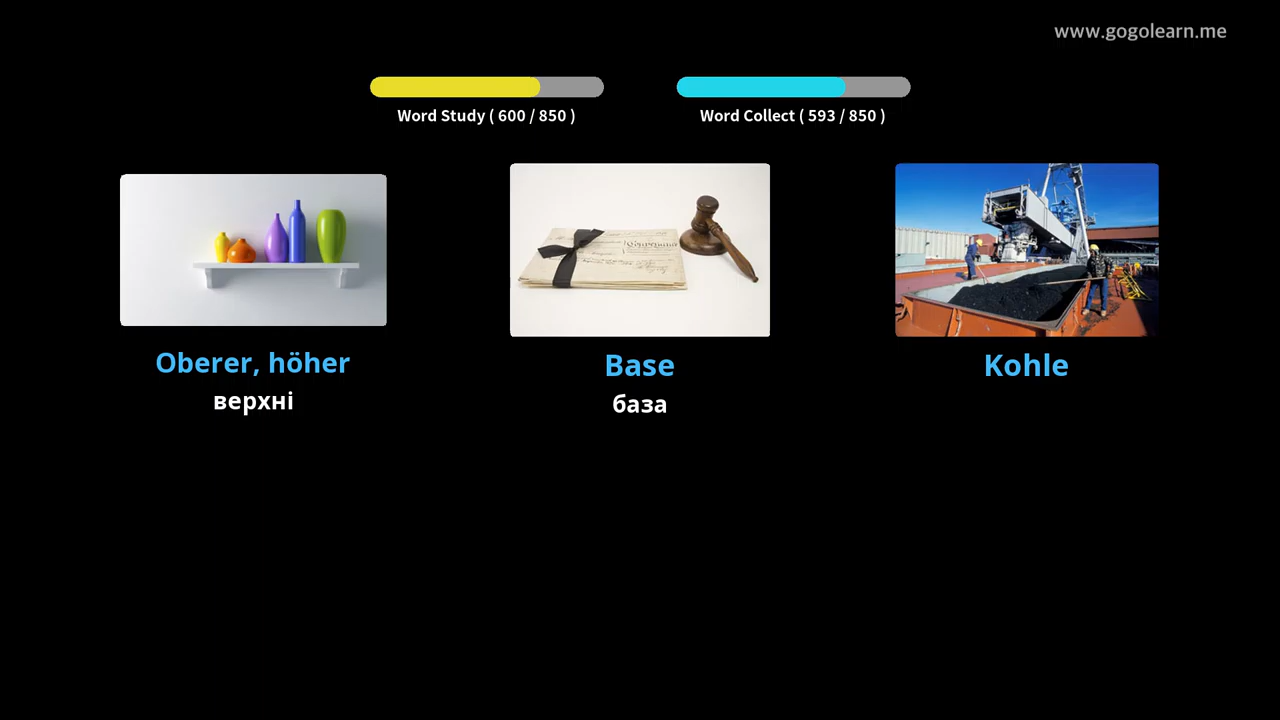 www.gogolearn.me
Word Study ( 600 / 850 )
Word Collect ( 593 / 850 )
Oberer, höher
верхні
Base
база
Kohle